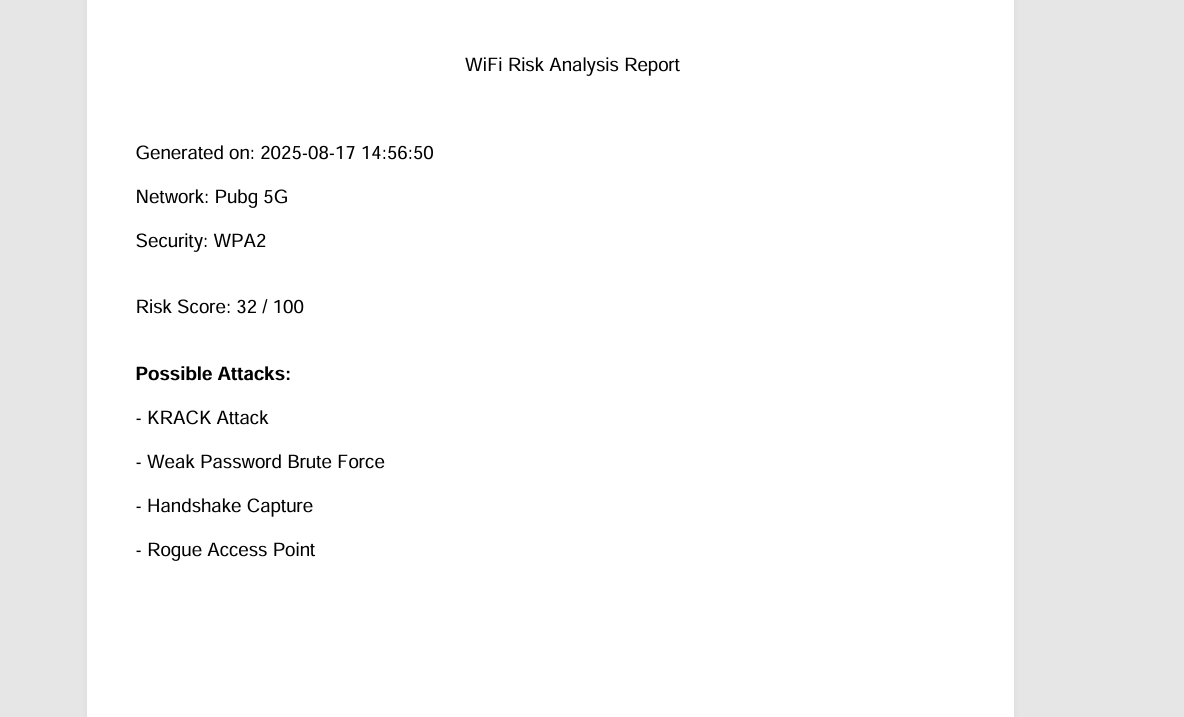 WiFi Risk Analysis Report
Generated on: 2025-08-17 14:56:50
Network: Pubg 5G
Security: WPA2
Risk Score: 32 / 100
Possible Attacks:
- KRACK Attack
- Weak Password Brute Force
- Handshake Capture
- Rogue Access Point